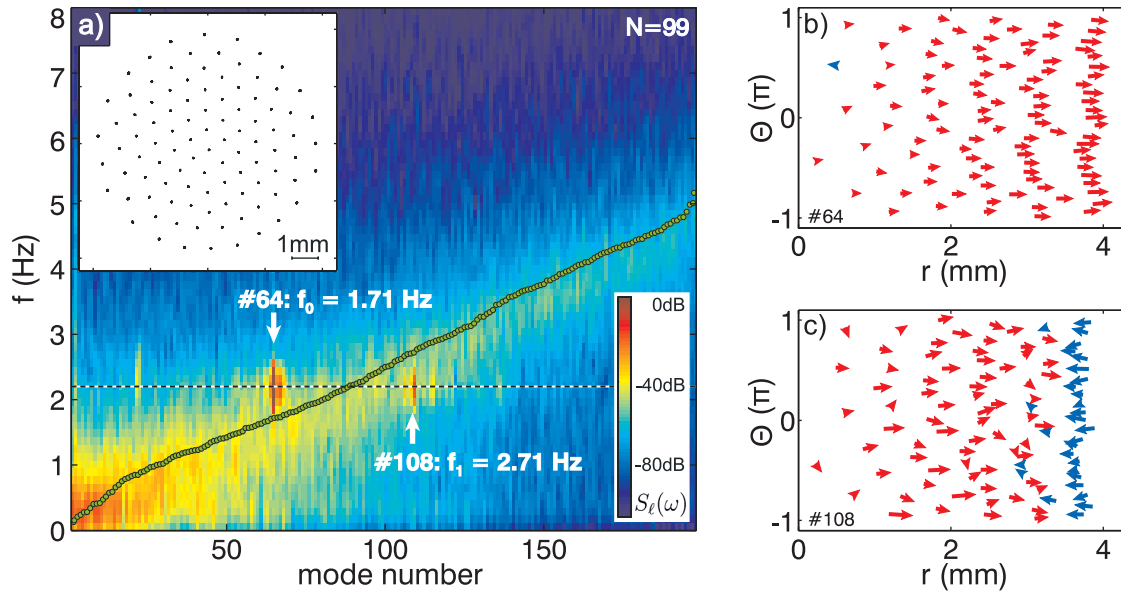 a)
N=99
8
7
6
5
4
3
2
1
0
f (Hz)
1mm
#64: f₀ = 1.71 Hz
#108: f₁ = 2.71 Hz
0dB
-40dB
-80dB
Sℓ(ω)
50
100
150
mode number
b)
1
0
-1
Θ (π)
#64
0
2
4
r (mm)
c)
1
0
-1
Θ (π)
#108
0
2
4
r (mm)